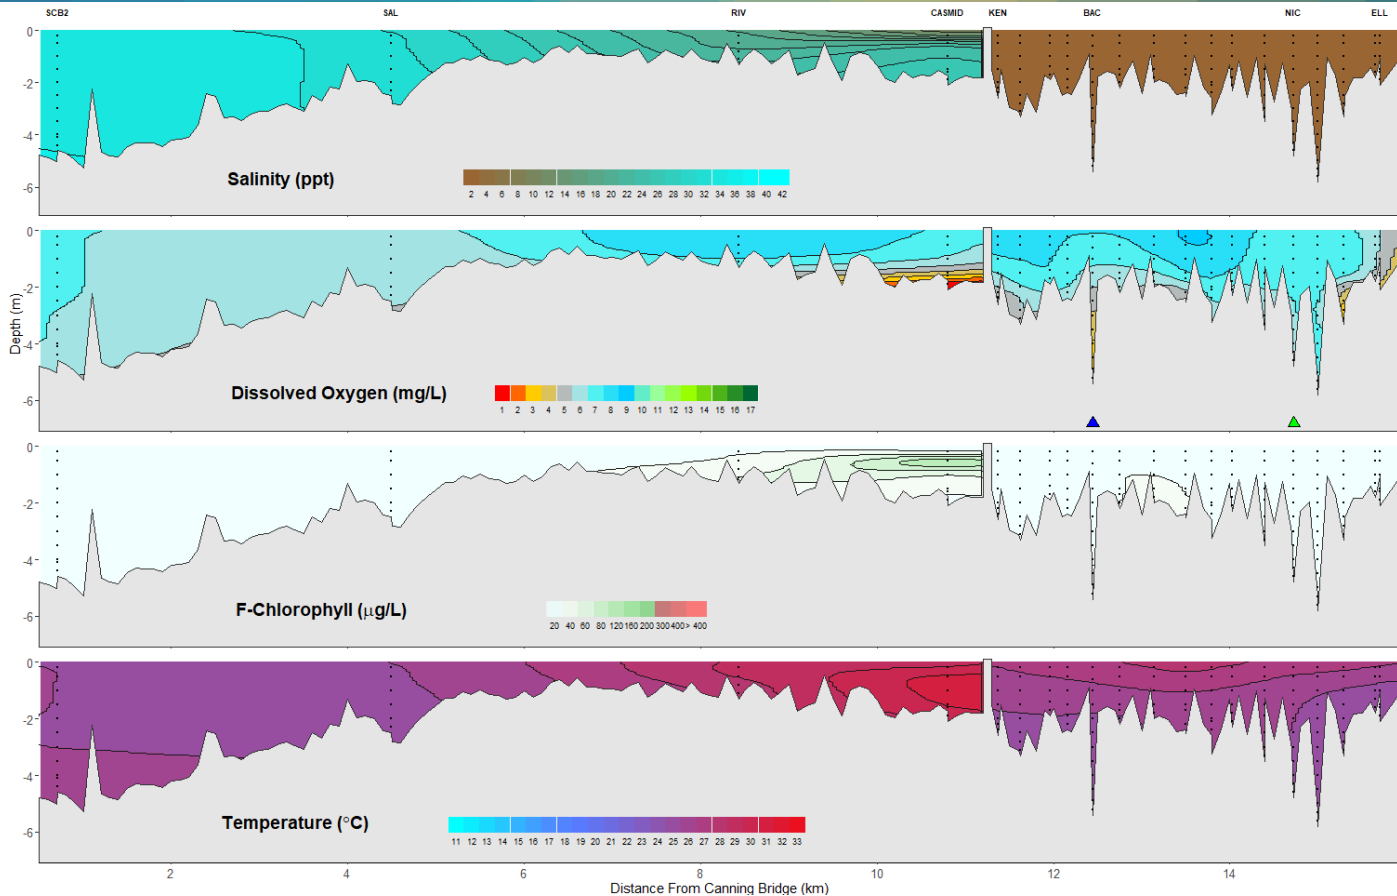 SCB2 SAL RIV CASMID KEN BAC NIC ELL
0
-2
-4
-6
Salinity (ppt)
2 4 6 8 10 12 14 16 18 20 22 24 26 28 30 32 34 36 38 40 42
0
-2
-4
-6
Depth (m)
Dissolved Oxygen (mg/L)
1 2 3 4 5 6 7 8 9 10 11 12 13 14 15 16 17
0
-2
-4
-6
F-Chlorophyll (μg/L)
20 40 60 80 120 160 200 300 400 > 400
0
-2
-4
-6
Temperature (°C)
11 12 13 14 15 16 17 18 19 20 21 22 23 24 25 26 27 28 29 30 31 32 33
2 4 6 8 10 12 14
Distance From Canning Bridge (km)